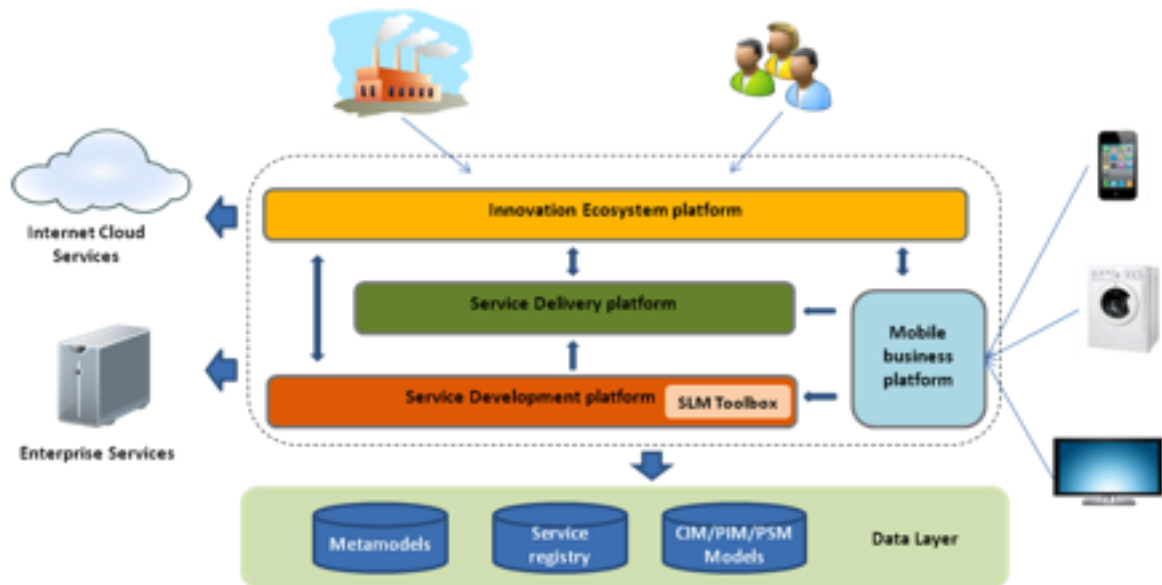 Innovation Ecosystem platform
Internet Cloud
Services
Service Delivery platform
Mobile
business
platform
Service Development platform
SLM Toolbox
Enterprise Services
Metamodels
Service
registry
CIM/PIM/PSM
Models
Data Layer